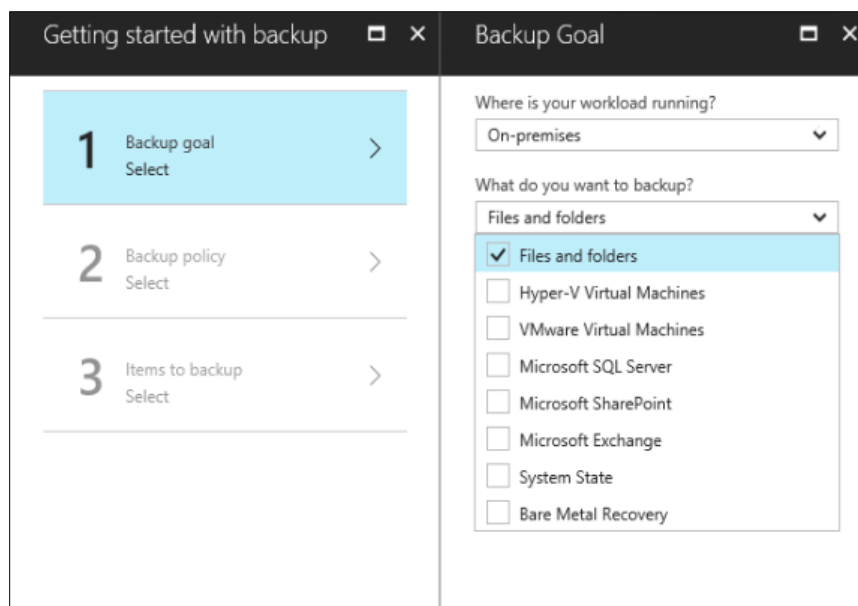 Getting started with backup
1
Backup goal
Select
2
Backup policy
Select
3
Items to backup
Select
Backup Goal
Where is your workload running?
On-premises
What do you want to backup?
Files and folders
Files and folders
Hyper-V Virtual Machines
VMware Virtual Machines
Microsoft SQL Server
Microsoft SharePoint
Microsoft Exchange
System State
Bare Metal Recovery